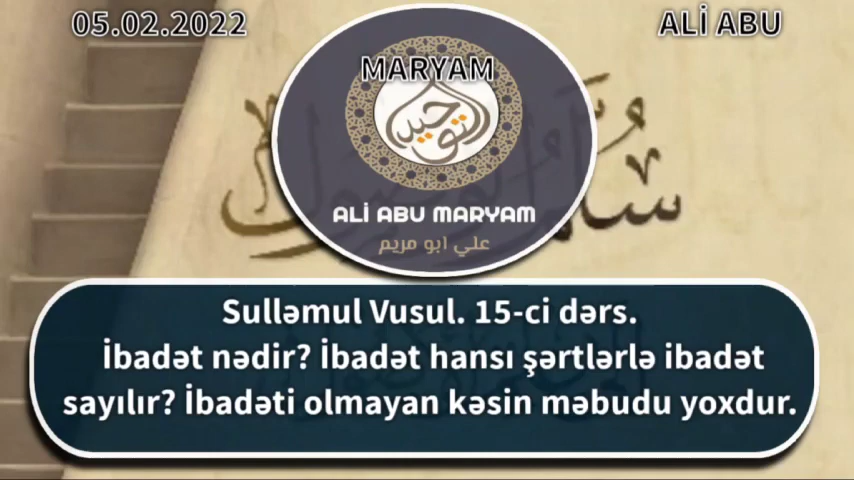 05.02.2022
ALİ ABU
MARYAM
التوحيد
ALİ ABU MARYAM
علي ابو مريم
Sulləmul Vusul. 15-ci dərs.
İbadət nədir? İbadət hansı şərtlərlə ibadət
sayılır? İbadəti olmayan kəsin məbudu yoxdur.